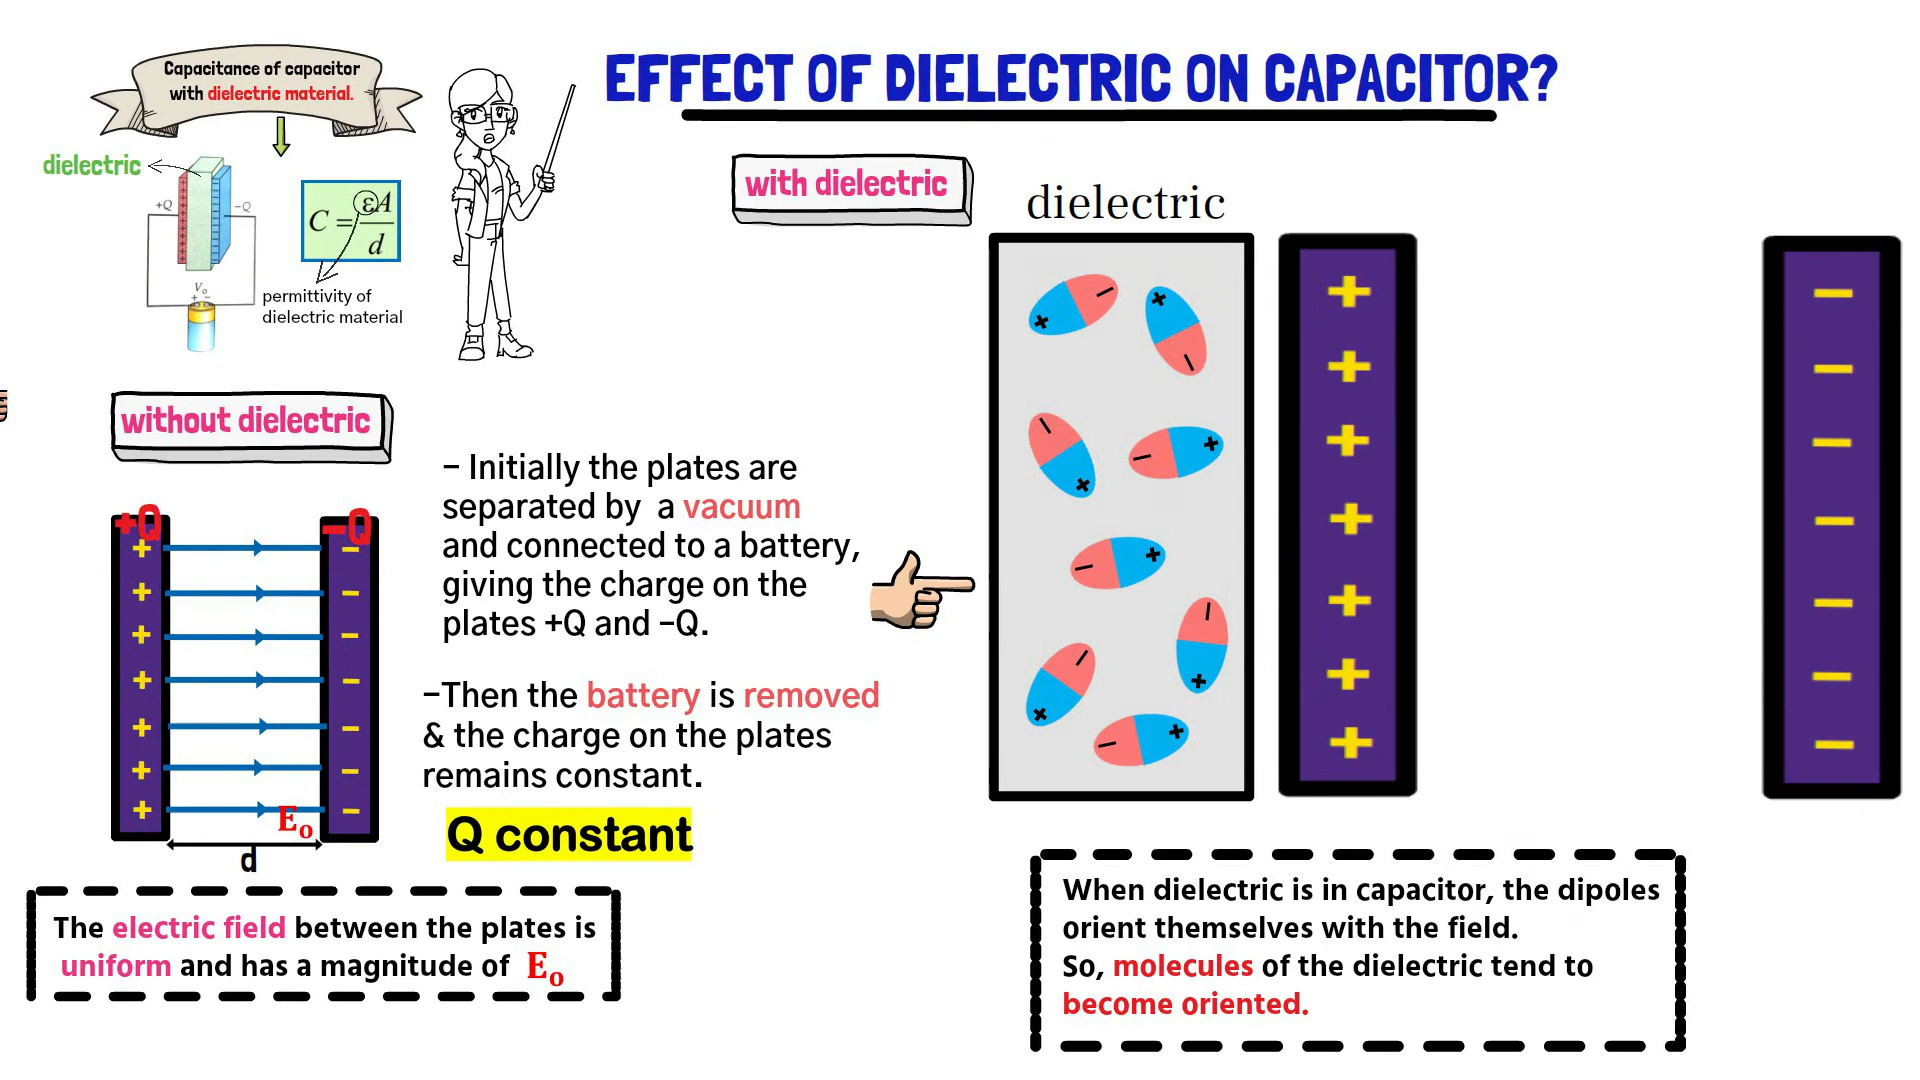 Capacitance of capacitor
with dielectric material.
EFFECT OF DIELECTRIC ON CAPACITOR?
dielectric
+Q
-Q
C = εA
d
Vo
+ -
permittivity of
dielectric material
with dielectric
dielectric
without dielectric
+Q
-Q
Eo
d
- Initially the plates are
separated by a vacuum
and connected to a battery,
giving the charge on the
plates +Q and -Q.
-Then the battery is removed
& the charge on the plates
remains constant.
Q constant
The electric field between the plates is
uniform and has a magnitude of Eo
When dielectric is in capacitor, the dipoles
orient themselves with the field.
So, molecules of the dielectric tend to
become oriented.